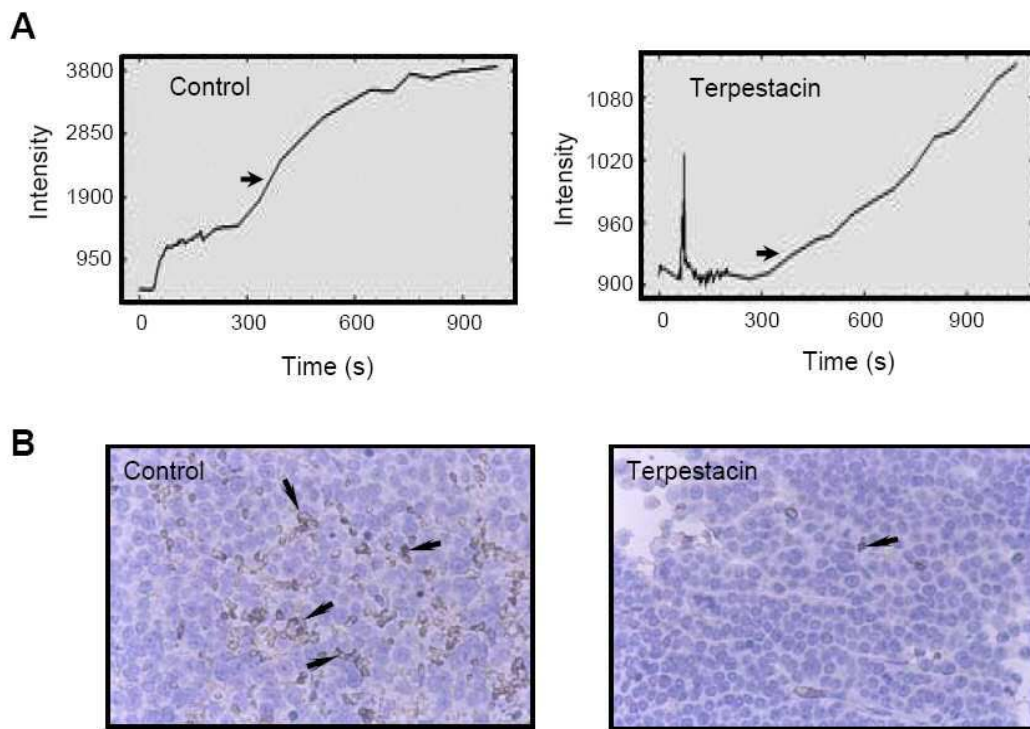 A
Control
3800
2850
1900
950
Intensity
0 300 600 900
Time (s)
Terpestacin
1080
1020
960
900
Intensity
0 300 600 900
Time (s)
B
Control
Terpestacin